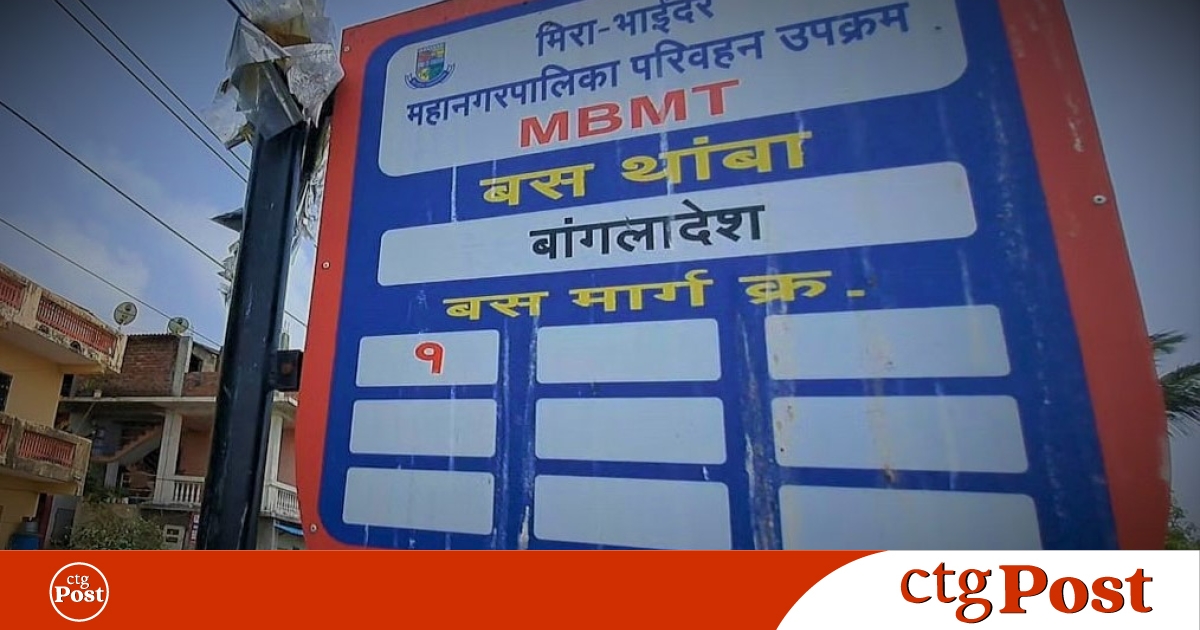 मिरा-भाईंदर
महानगरपालिका परिवहन उपक्रम
MBMT
बस थांबा
बांगलादेश
बस मार्ग क्र.
१
ctg
Post
ctgPost